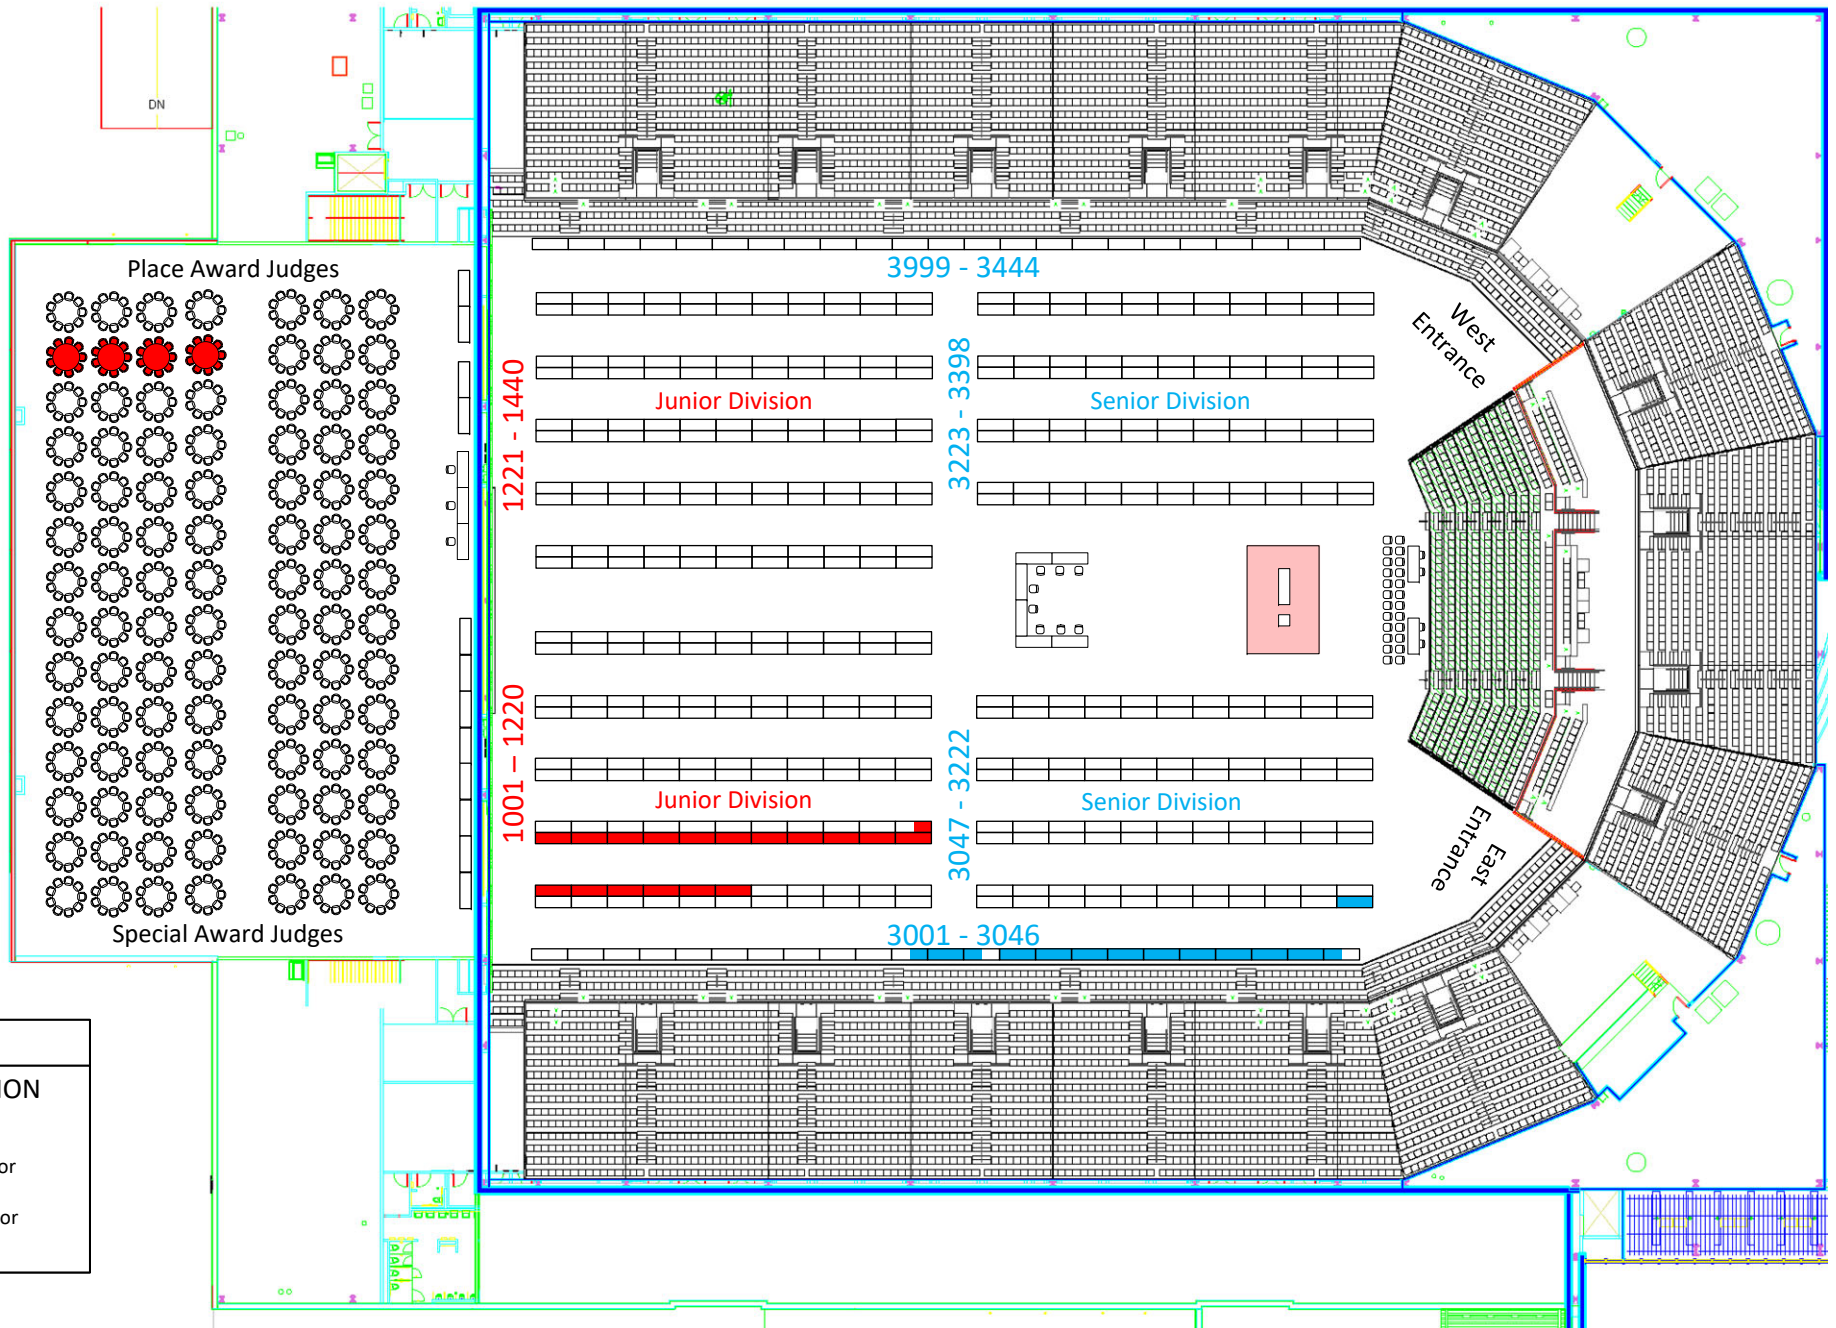 DN
Place Award Judges
3999 - 3444
West
Entrance
1221 - 1440
Junior Division
3223 - 3398
Senior Division
1001 – 1220
Junior Division
3047 - 3222
Senior Division
East
Entrance
Special Award Judges
3001 - 3046
ION
or
or